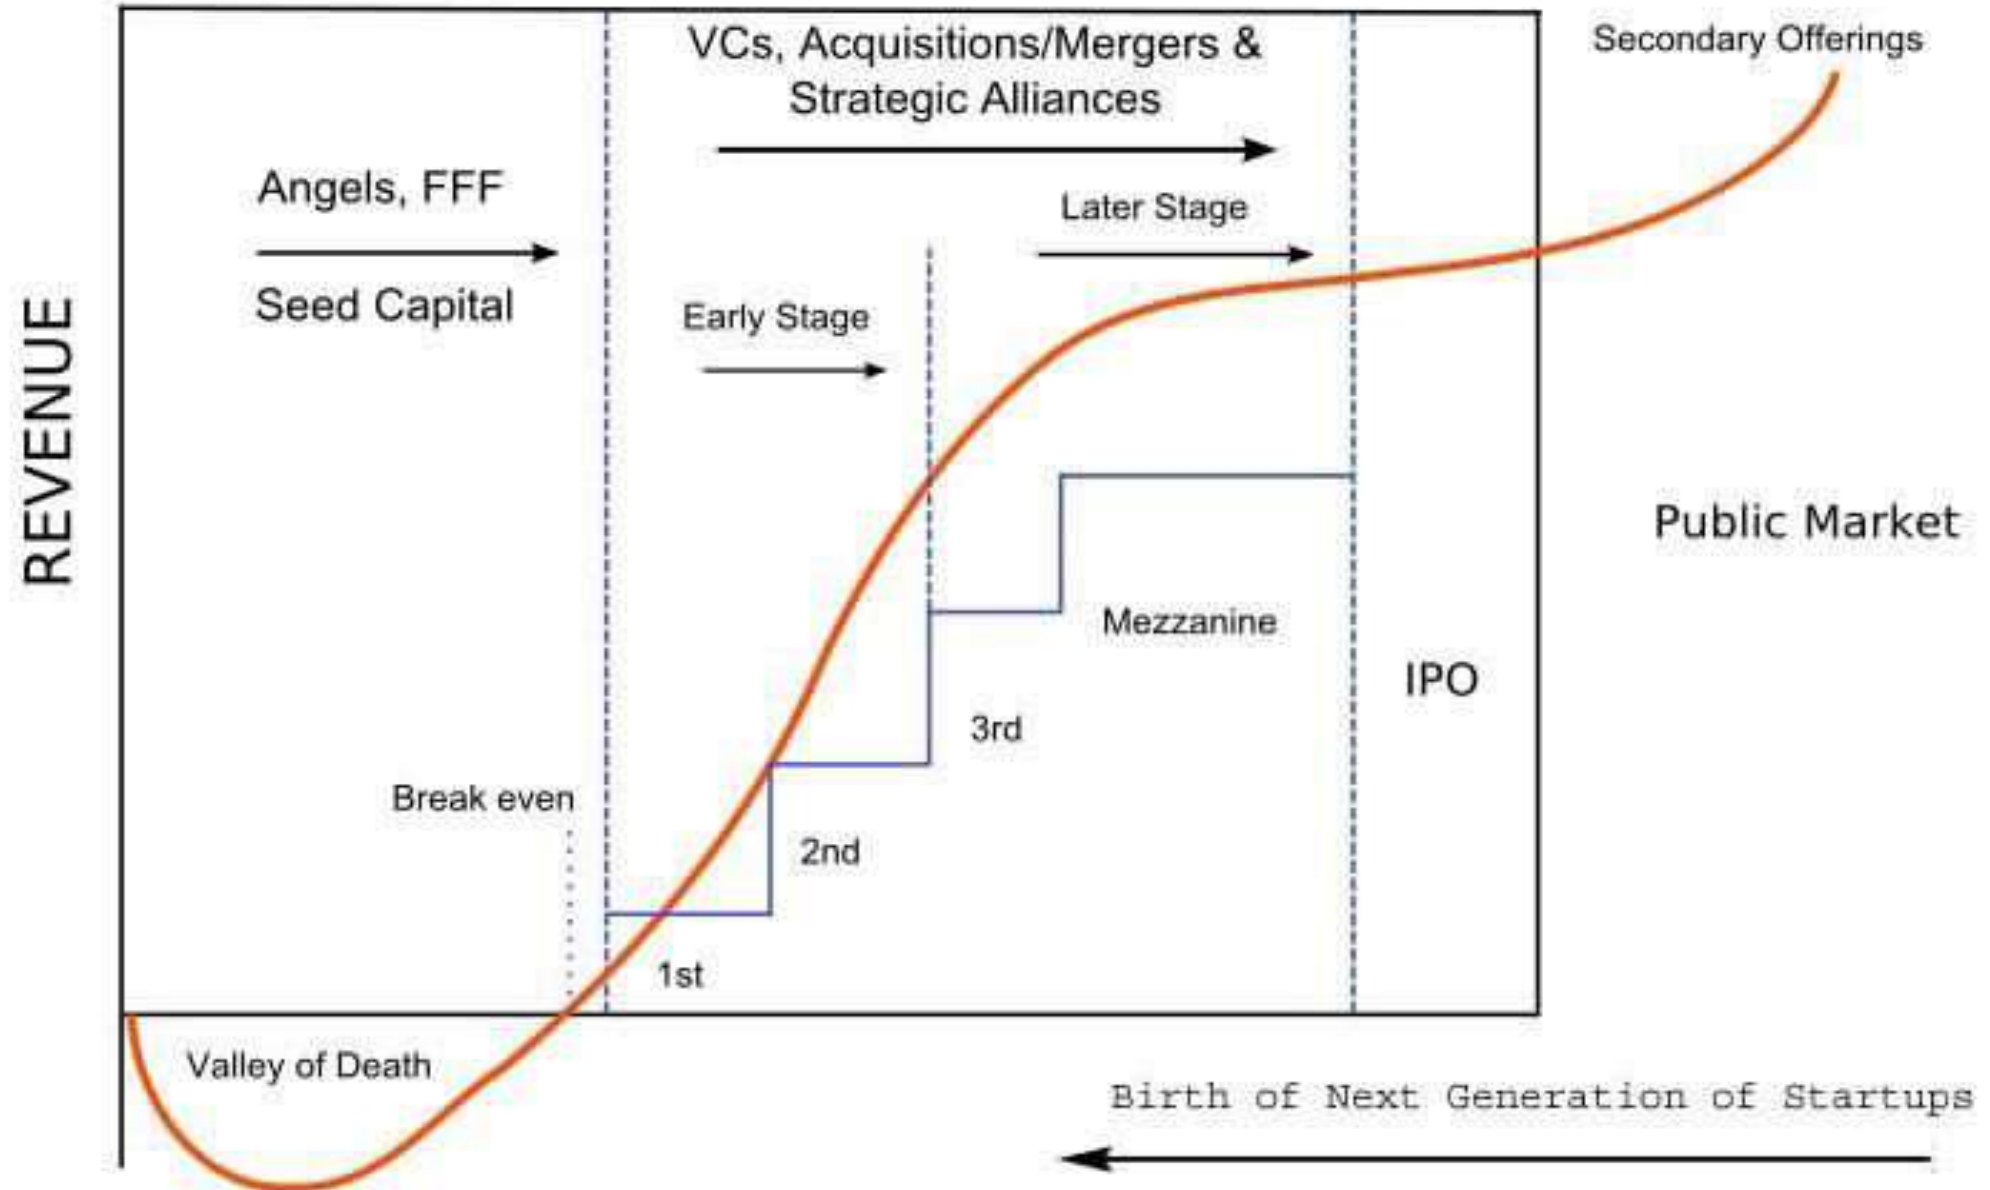 VCs, Acquisitions/Mergers &
Strategic Alliances
Secondary Offerings
Angels, FFF
Seed Capital
Later Stage
Early Stage
REVENUE
Public Market
Mezzanine
IPO
3rd
Break even
2nd
1st
Valley of Death
Birth of Next Generation of Startups